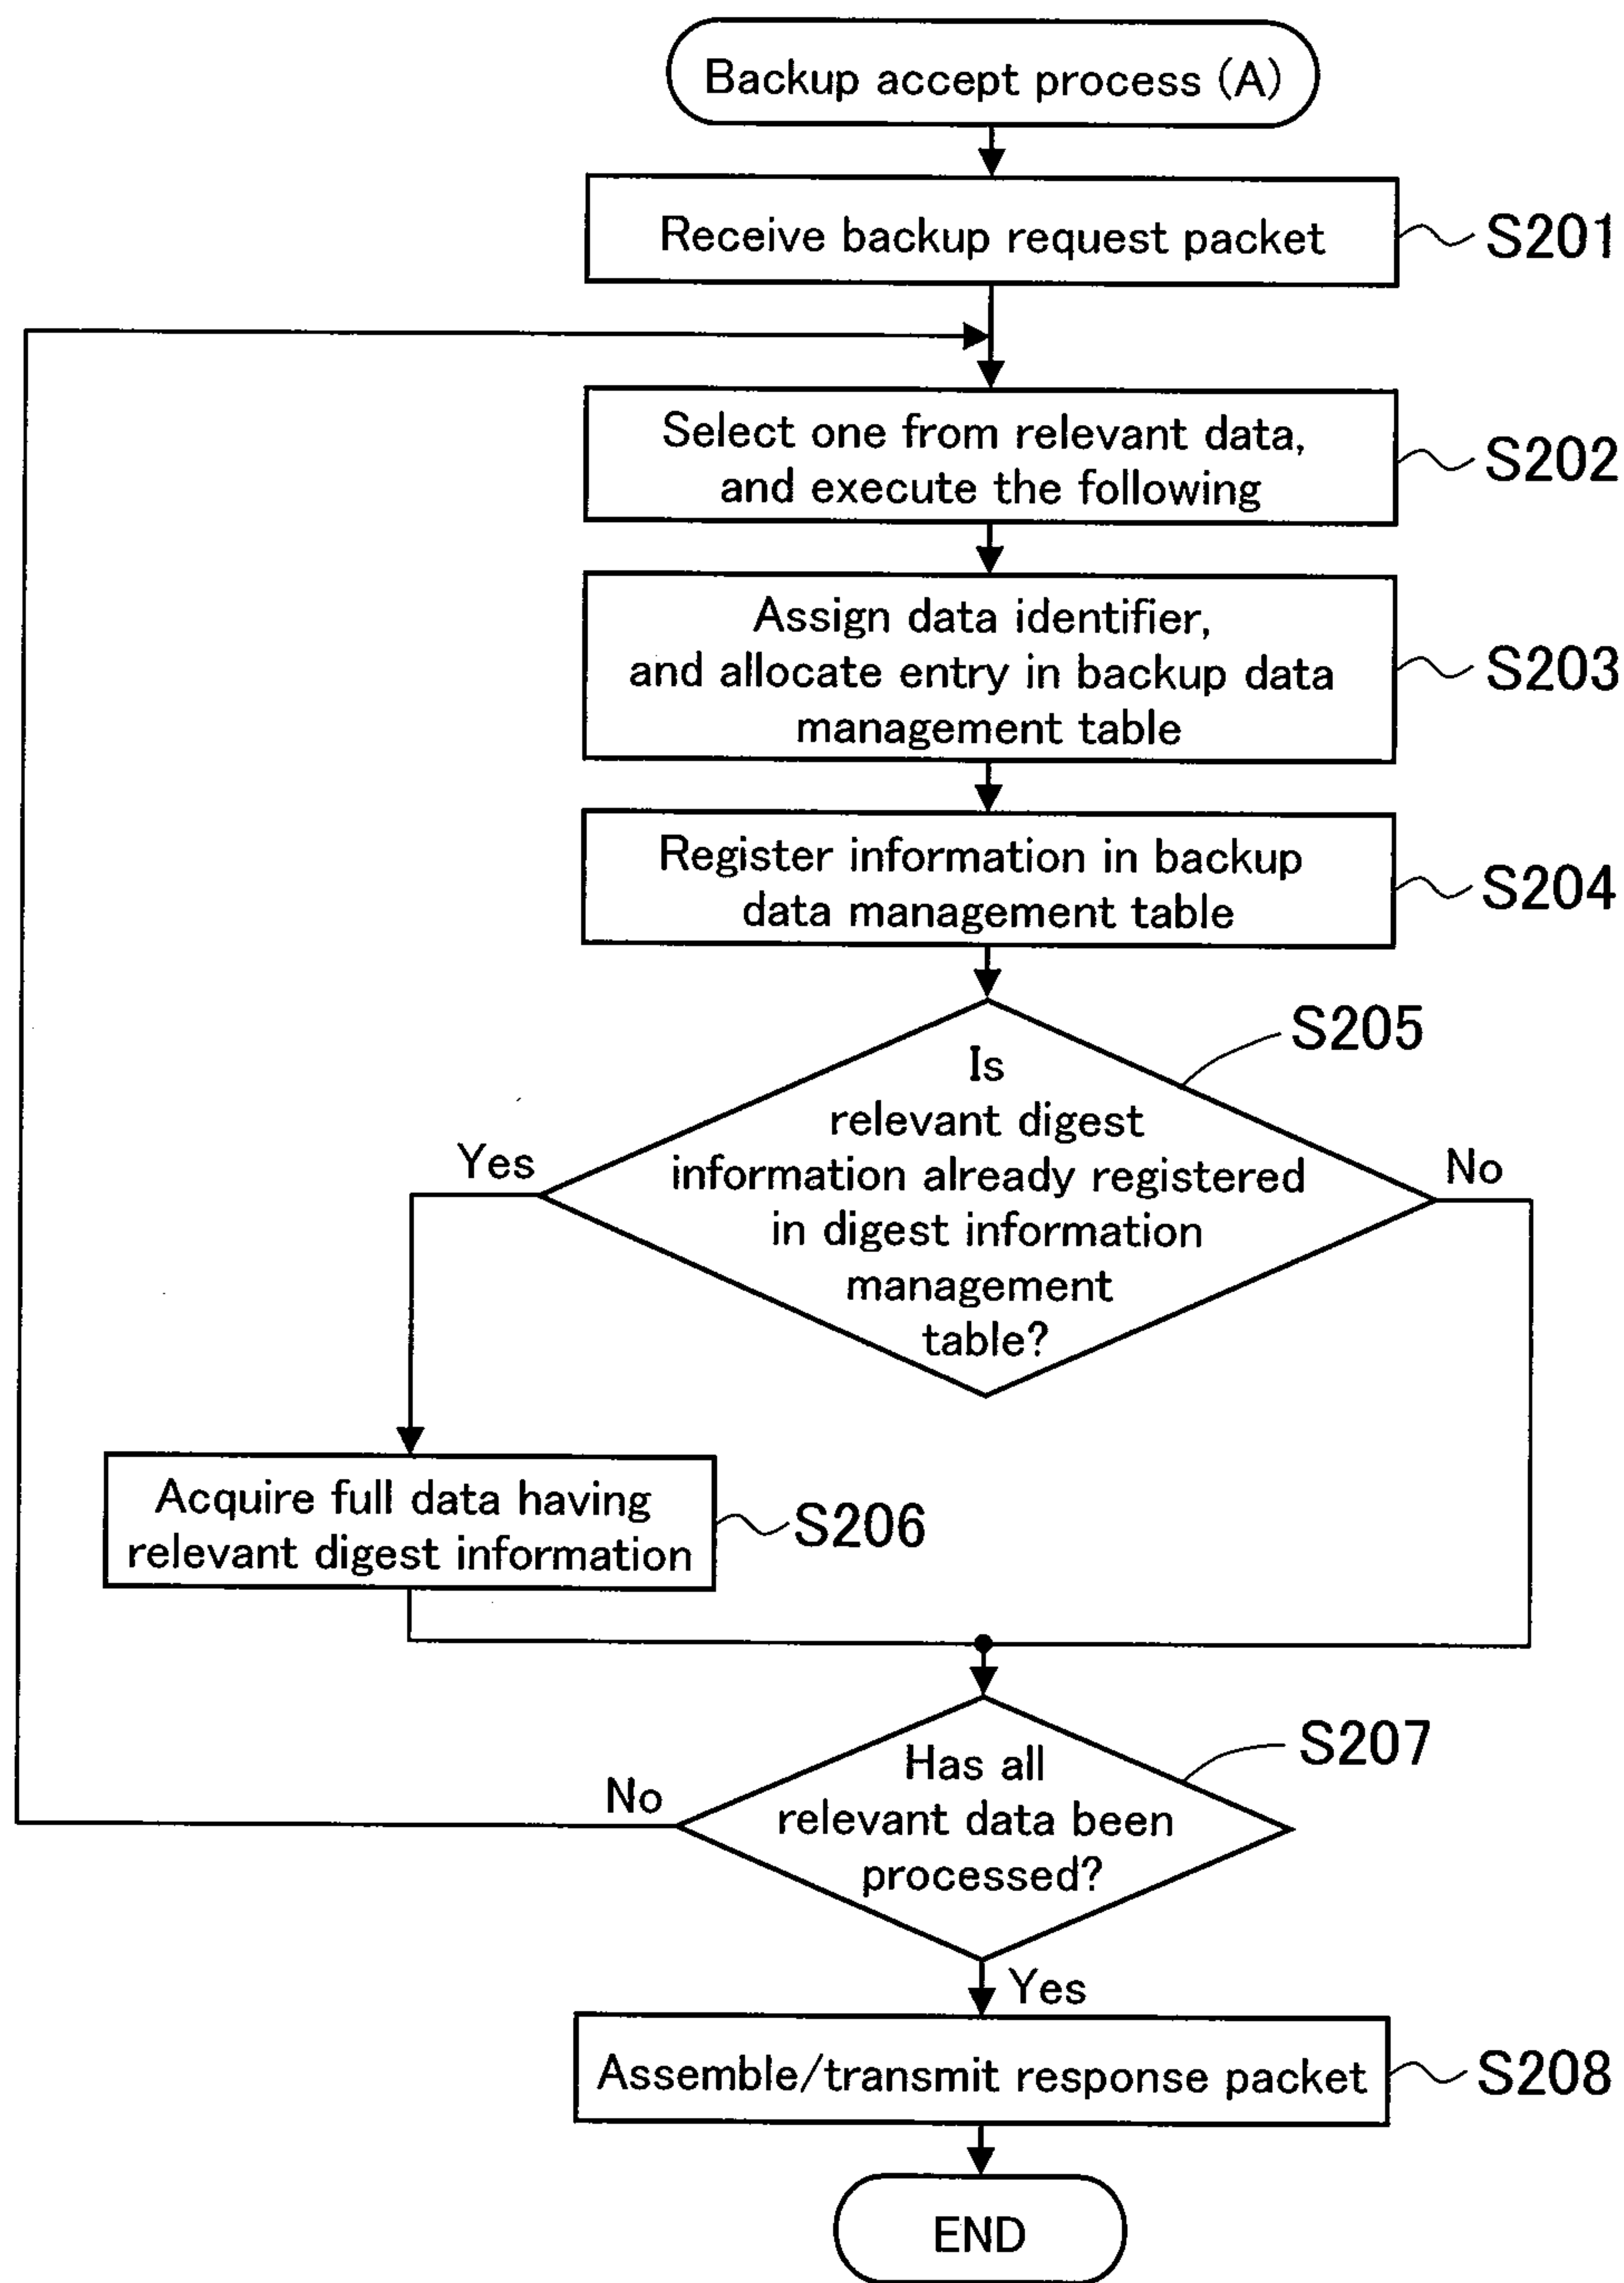 Backup accept process (A)
Receive backup request packet
S201
Select one from relevant data,
and execute the following
S202
Assign data identifier,
and allocate entry in backup data
management table
S203
Register information in backup
data management table
S204
S205
Is
relevant digest
information already registered
in digest information
management
table?
Yes
No
Acquire full data having
relevant digest information
S206
S207
Has all
relevant data been
processed?
No
Yes
Assemble/transmit response packet
S208
END